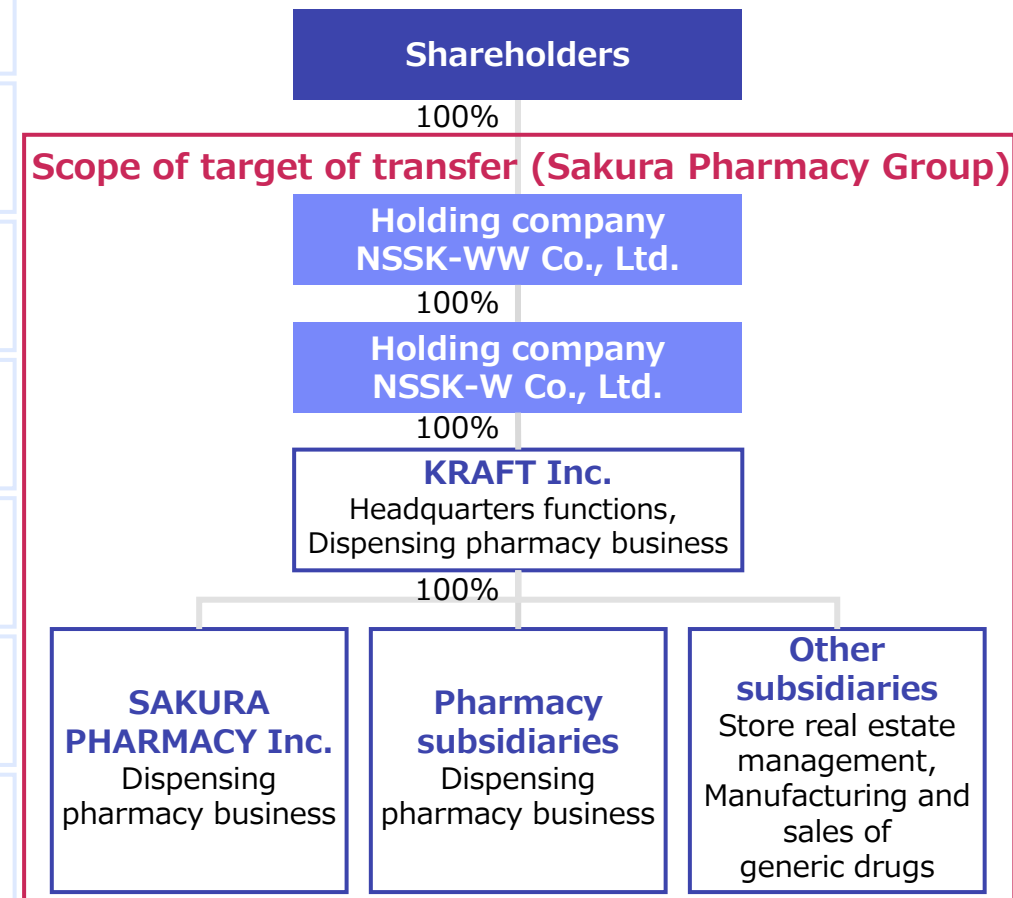 Shareholders
100%
Scope of target of transfer (Sakura Pharmacy Group)
Holding company
NSSK-WW Co., Ltd.
100%
Holding company
NSSK-W Co., Ltd.
100%
KRAFT Inc.
Headquarters functions,
Dispensing pharmacy business
100%
SAKURA
PHARMACY Inc.
Dispensing
pharmacy business
Pharmacy
subsidiaries
Dispensing
pharmacy business
Other
subsidiaries
Store real estate
management,
Manufacturing and
sales of
generic drugs